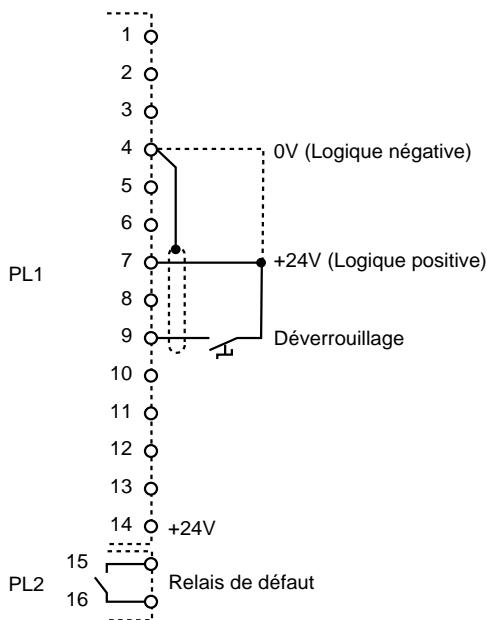 1
2
3
4 0V (Logique négative)
5
6
7 +24V (Logique positive)
PL1
8
9 Déverrouillage
10
11
12
13
14 +24V
15
PL2 Relais de défaut
16